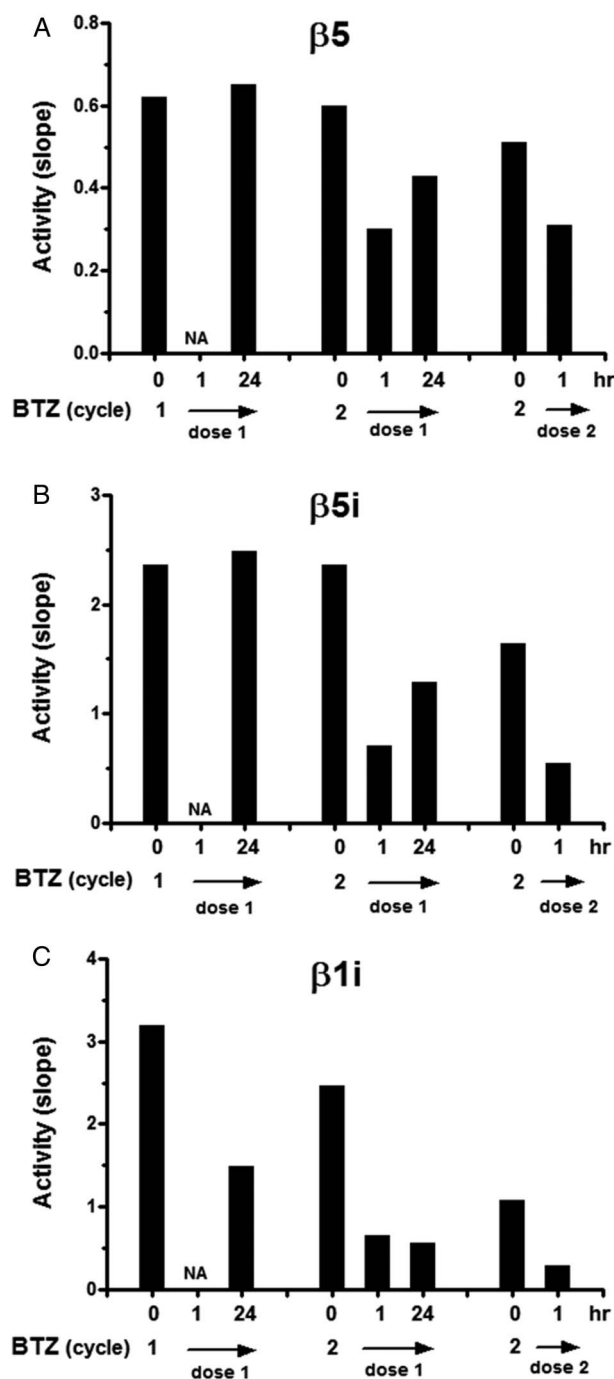 A
β5
Activity (slope)
0.8
0.6
0.4
0.2
0.0
NA
0 1 24 0 1 24 0 1 hr
BTZ (cycle) 1 2 2
dose 1 dose 1 dose 2
B
β5i
Activity (slope)
3
2
1
0
NA
0 1 24 0 1 24 0 1 hr
BTZ (cycle) 1 2 2
dose 1 dose 1 dose 2
C
β1i
Activity (slope)
4
3
2
1
0
NA
0 1 24 0 1 24 0 1 hr
BTZ (cycle) 1 2 2
dose 1 dose 1 dose 2